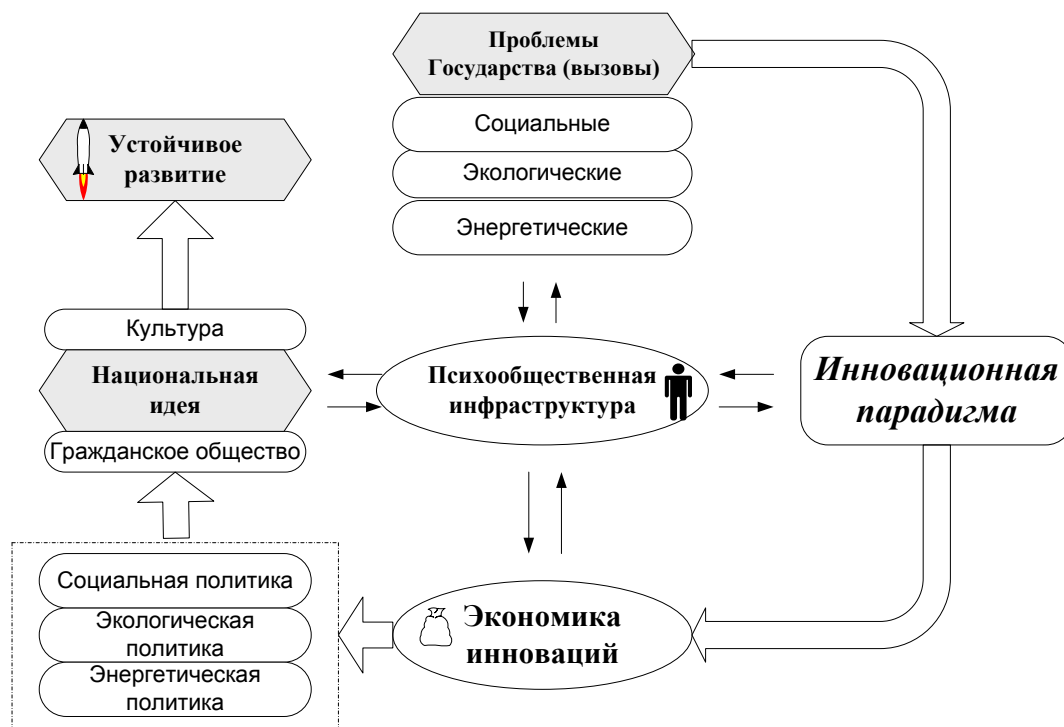 Проблемы
Государства (вызовы)
Социальные
Экологические
Энергетические
Устойчивое
развитие
Культура
Национальная
идея
Гражданское общество
Психообщественная
инфраструктура
Инновационная
парадигма
Социальная политика
Экологическая
политика
Энергетическая
политика
Экономика
инноваций